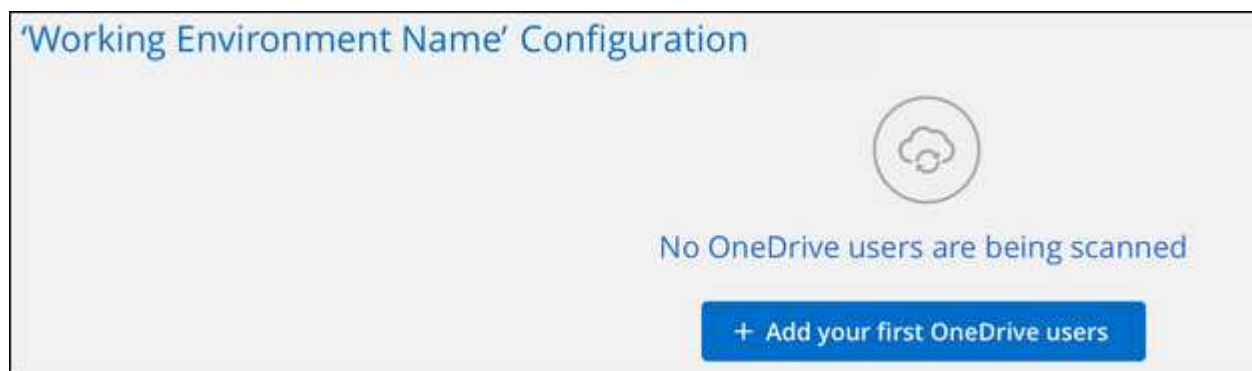 ‘Working Environment Name’ Configuration
No OneDrive users are being scanned
+ Add your first OneDrive users